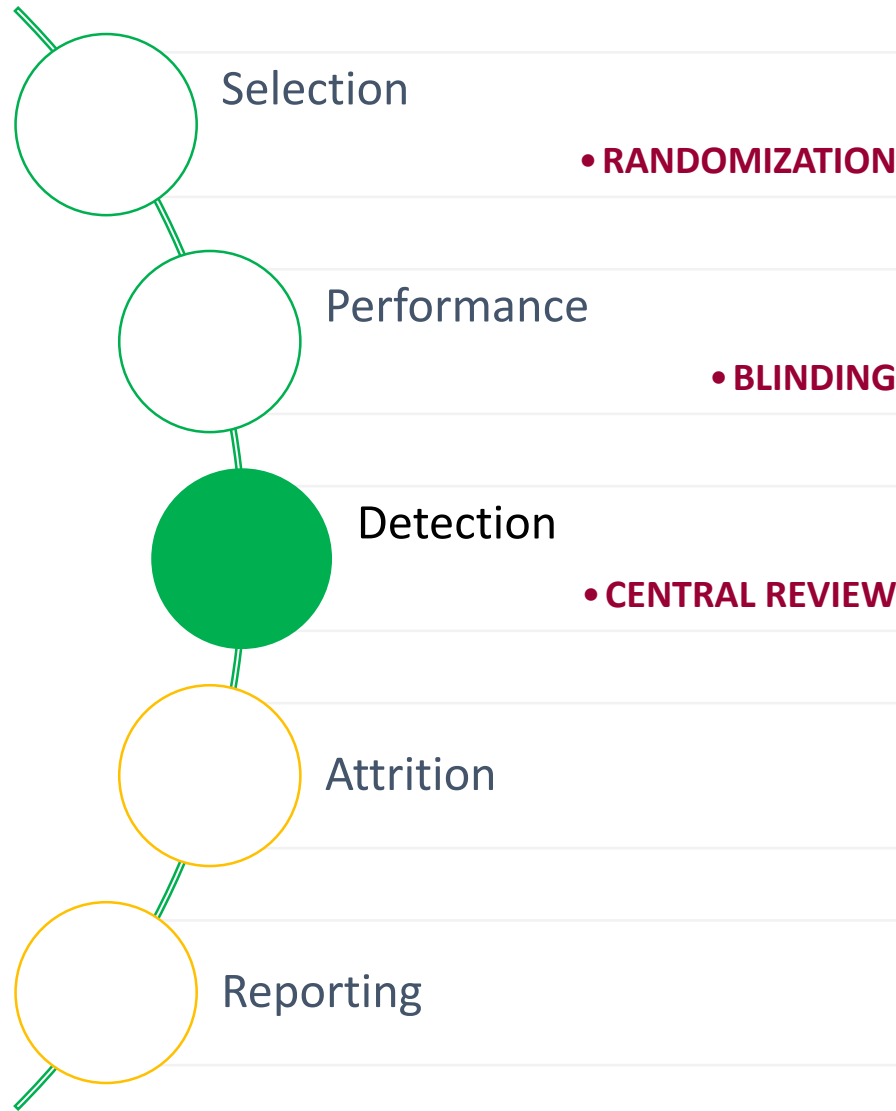 Selection
• RANDOMIZATION
Performance
• BLINDING
Detection
• CENTRAL REVIEW
Attrition
Reporting